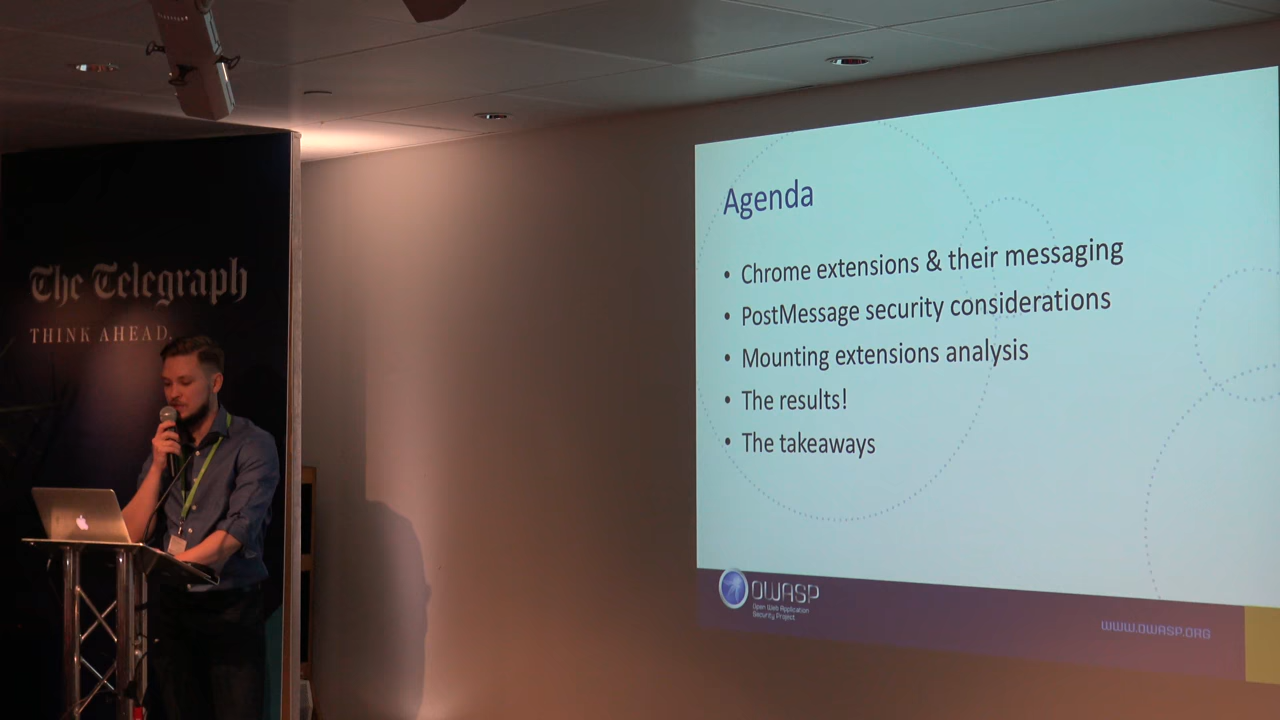 The Telegraph
THINK AHEAD.
Agenda
• Chrome extensions & their messaging
• PostMessage security considerations
• Mounting extensions analysis
• The results!
• The takeaways
OWASP
Open Web Application
Security Project
WWW.OWASP.ORG